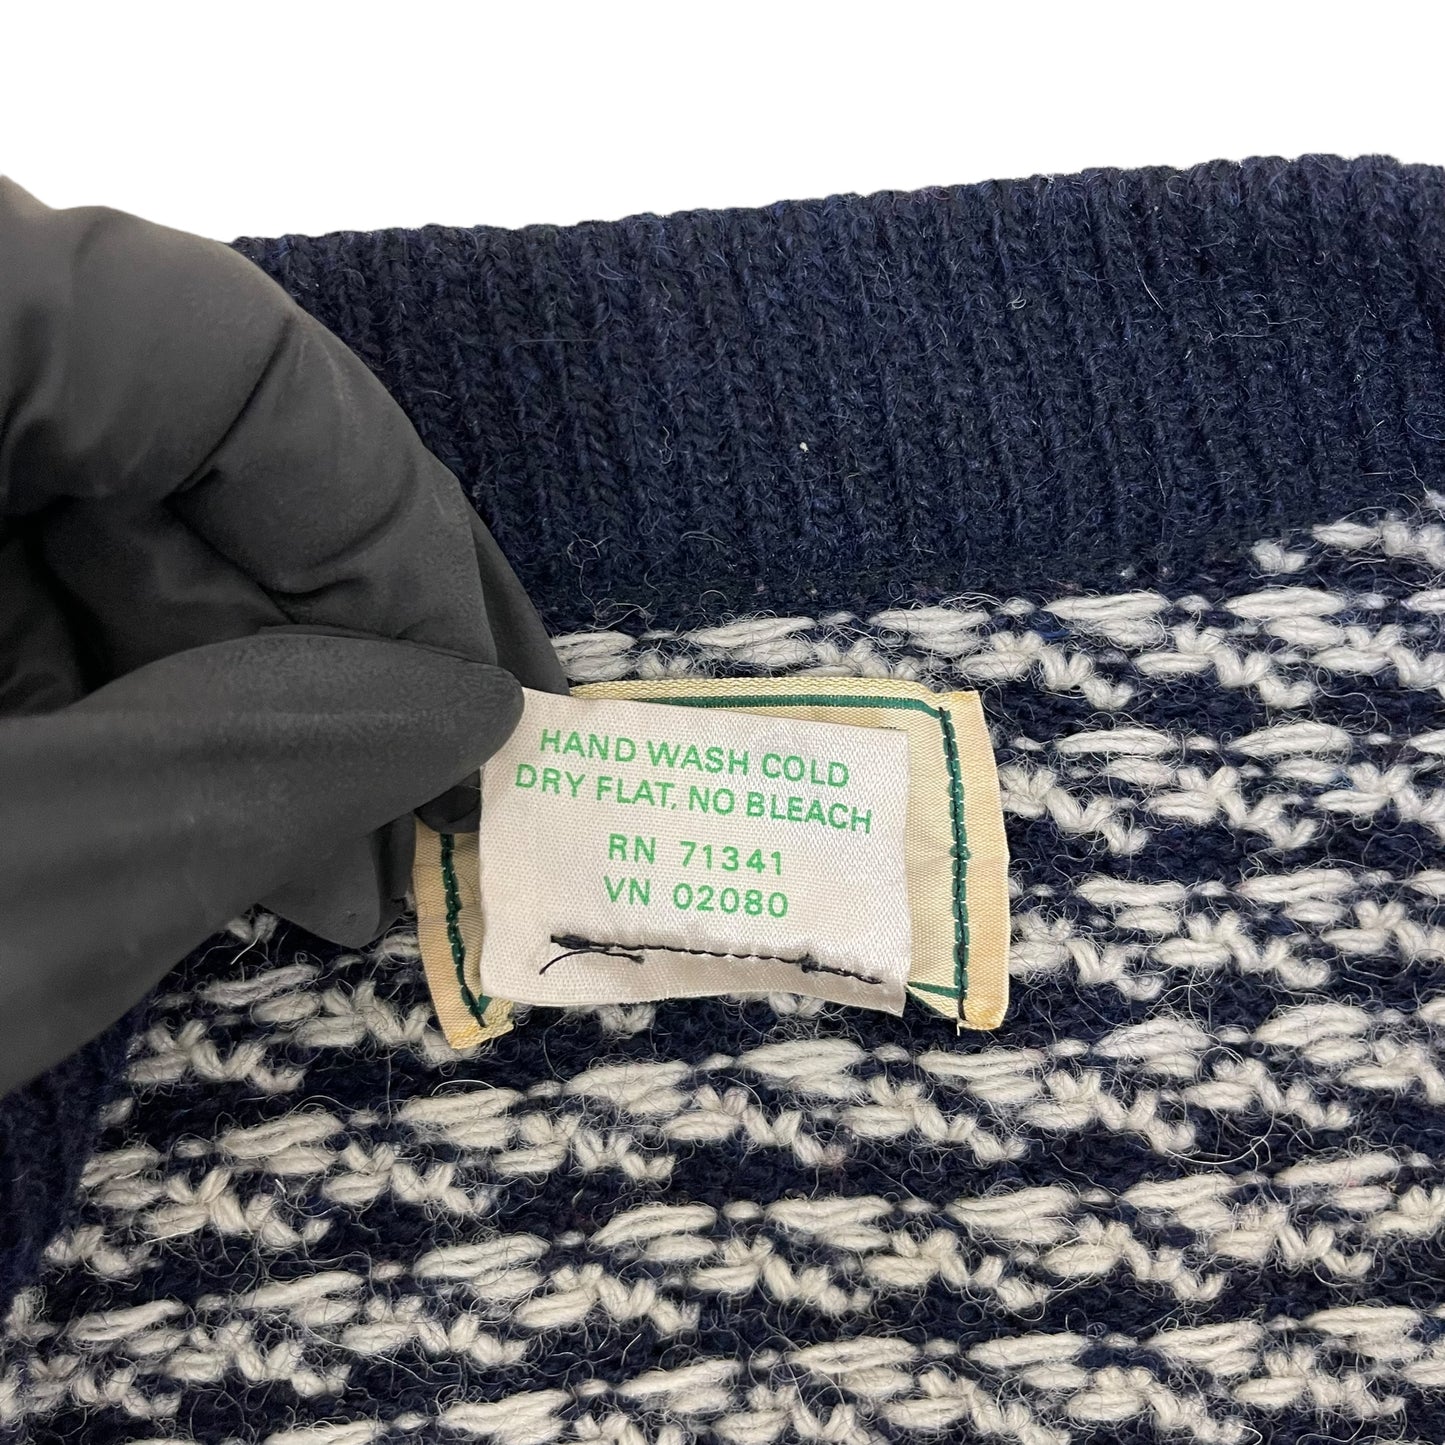 HAND WASH COLD
DRY FLAT. NO BLEACH
RN 71341
VN 02080